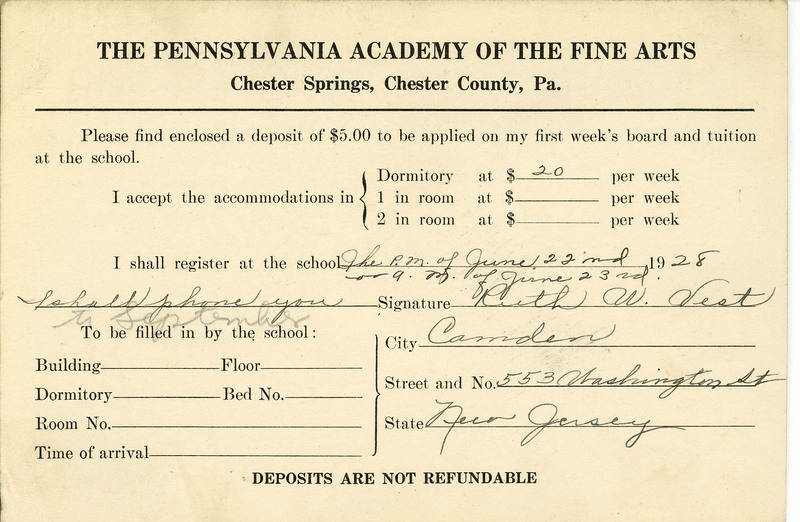 THE PENNSYLVANIA ACADEMY OF THE FINE ARTS
Chester Springs, Chester County, Pa.
Please find enclosed a deposit of $5.00 to be applied on my first week's board and tuition
at the school.
I accept the accommodations in
Dormitory at $ 20 per week
1 in room at $ per week
2 in room at $ per week
I shall register at the school the P.M. of June 22nd, 1928
or a. M. of June 23rd.
I shall phone you
to September
Signature Ruth W. Vest
To be filled in by the school:
Building Floor
Dormitory Bed No.
Room No.
Time of arrival
City Camden
Street and No. 553 Washington St
State New Jersey
DEPOSITS ARE NOT REFUNDABLE